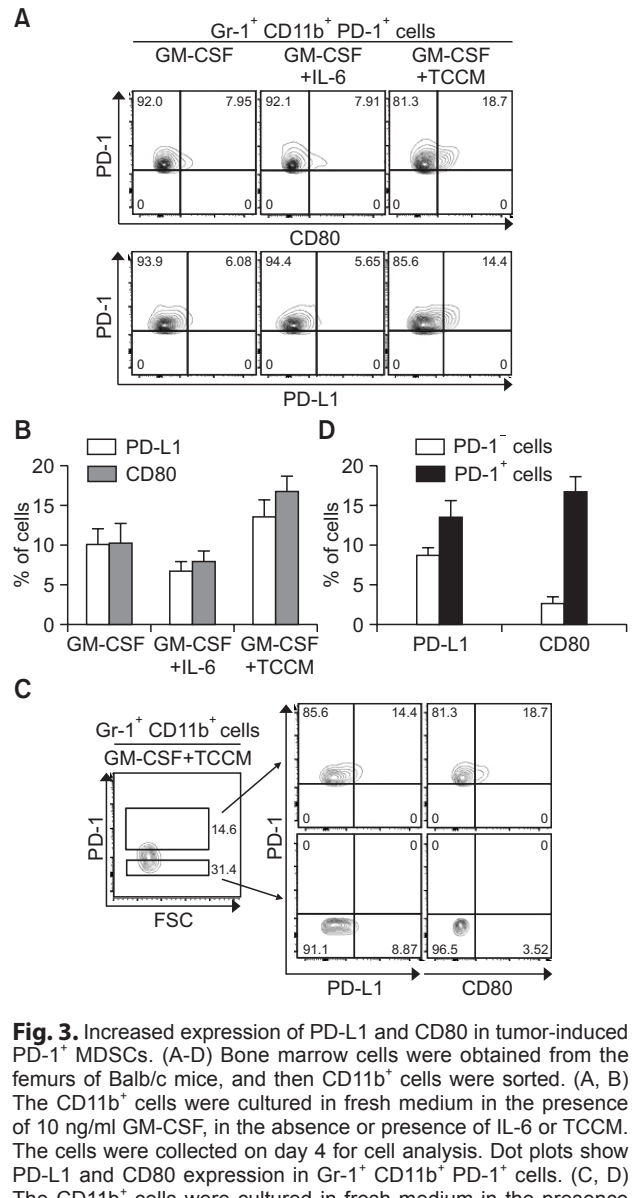 A
Gr-1⁺ CD11b⁺ PD-1⁺ cells
GM-CSF
GM-CSF
+IL-6
GM-CSF
+TCCM
92.0 7.95
92.1 7.91
81.3 18.7
PD-1
0 0
0 0
0 0
CD80
93.9 6.08
94.4 5.65
85.6 14.4
PD-1
0 0
0 0
0 0
PD-L1
B
PD-L1
CD80
% of cells
20
15
10
5
0
GM-CSF
GM-CSF
+IL-6
GM-CSF
+TCCM
D
PD-1⁻ cells
PD-1⁺ cells
% of cells
20
15
10
5
0
PD-L1
CD80
C
Gr-1⁺ CD11b⁺ cells
GM-CSF+TCCM
PD-1
14.6
31.4
FSC
PD-1
85.6 14.4
81.3 18.7
0 0
0 0
0 0
0 0
91.1 8.87
96.5 3.52
PD-L1
CD80
Fig. 3. Increased expression of PD-L1 and CD80 in tumor-induced
PD-1⁺ MDSCs. (A-D) Bone marrow cells were obtained from the
femurs of Balb/c mice, and then CD11b⁺ cells were sorted. (A, B)
The CD11b⁺ cells were cultured in fresh medium in the presence
of 10 ng/ml GM-CSF, in the absence or presence of IL-6 or TCCM.
The cells were collected on day 4 for cell analysis. Dot plots show
PD-L1 and CD80 expression in Gr-1⁺ CD11b⁺ PD-1⁺ cells. (C, D)
The CD11b⁺ cells were cultured in fresh medium in the presence